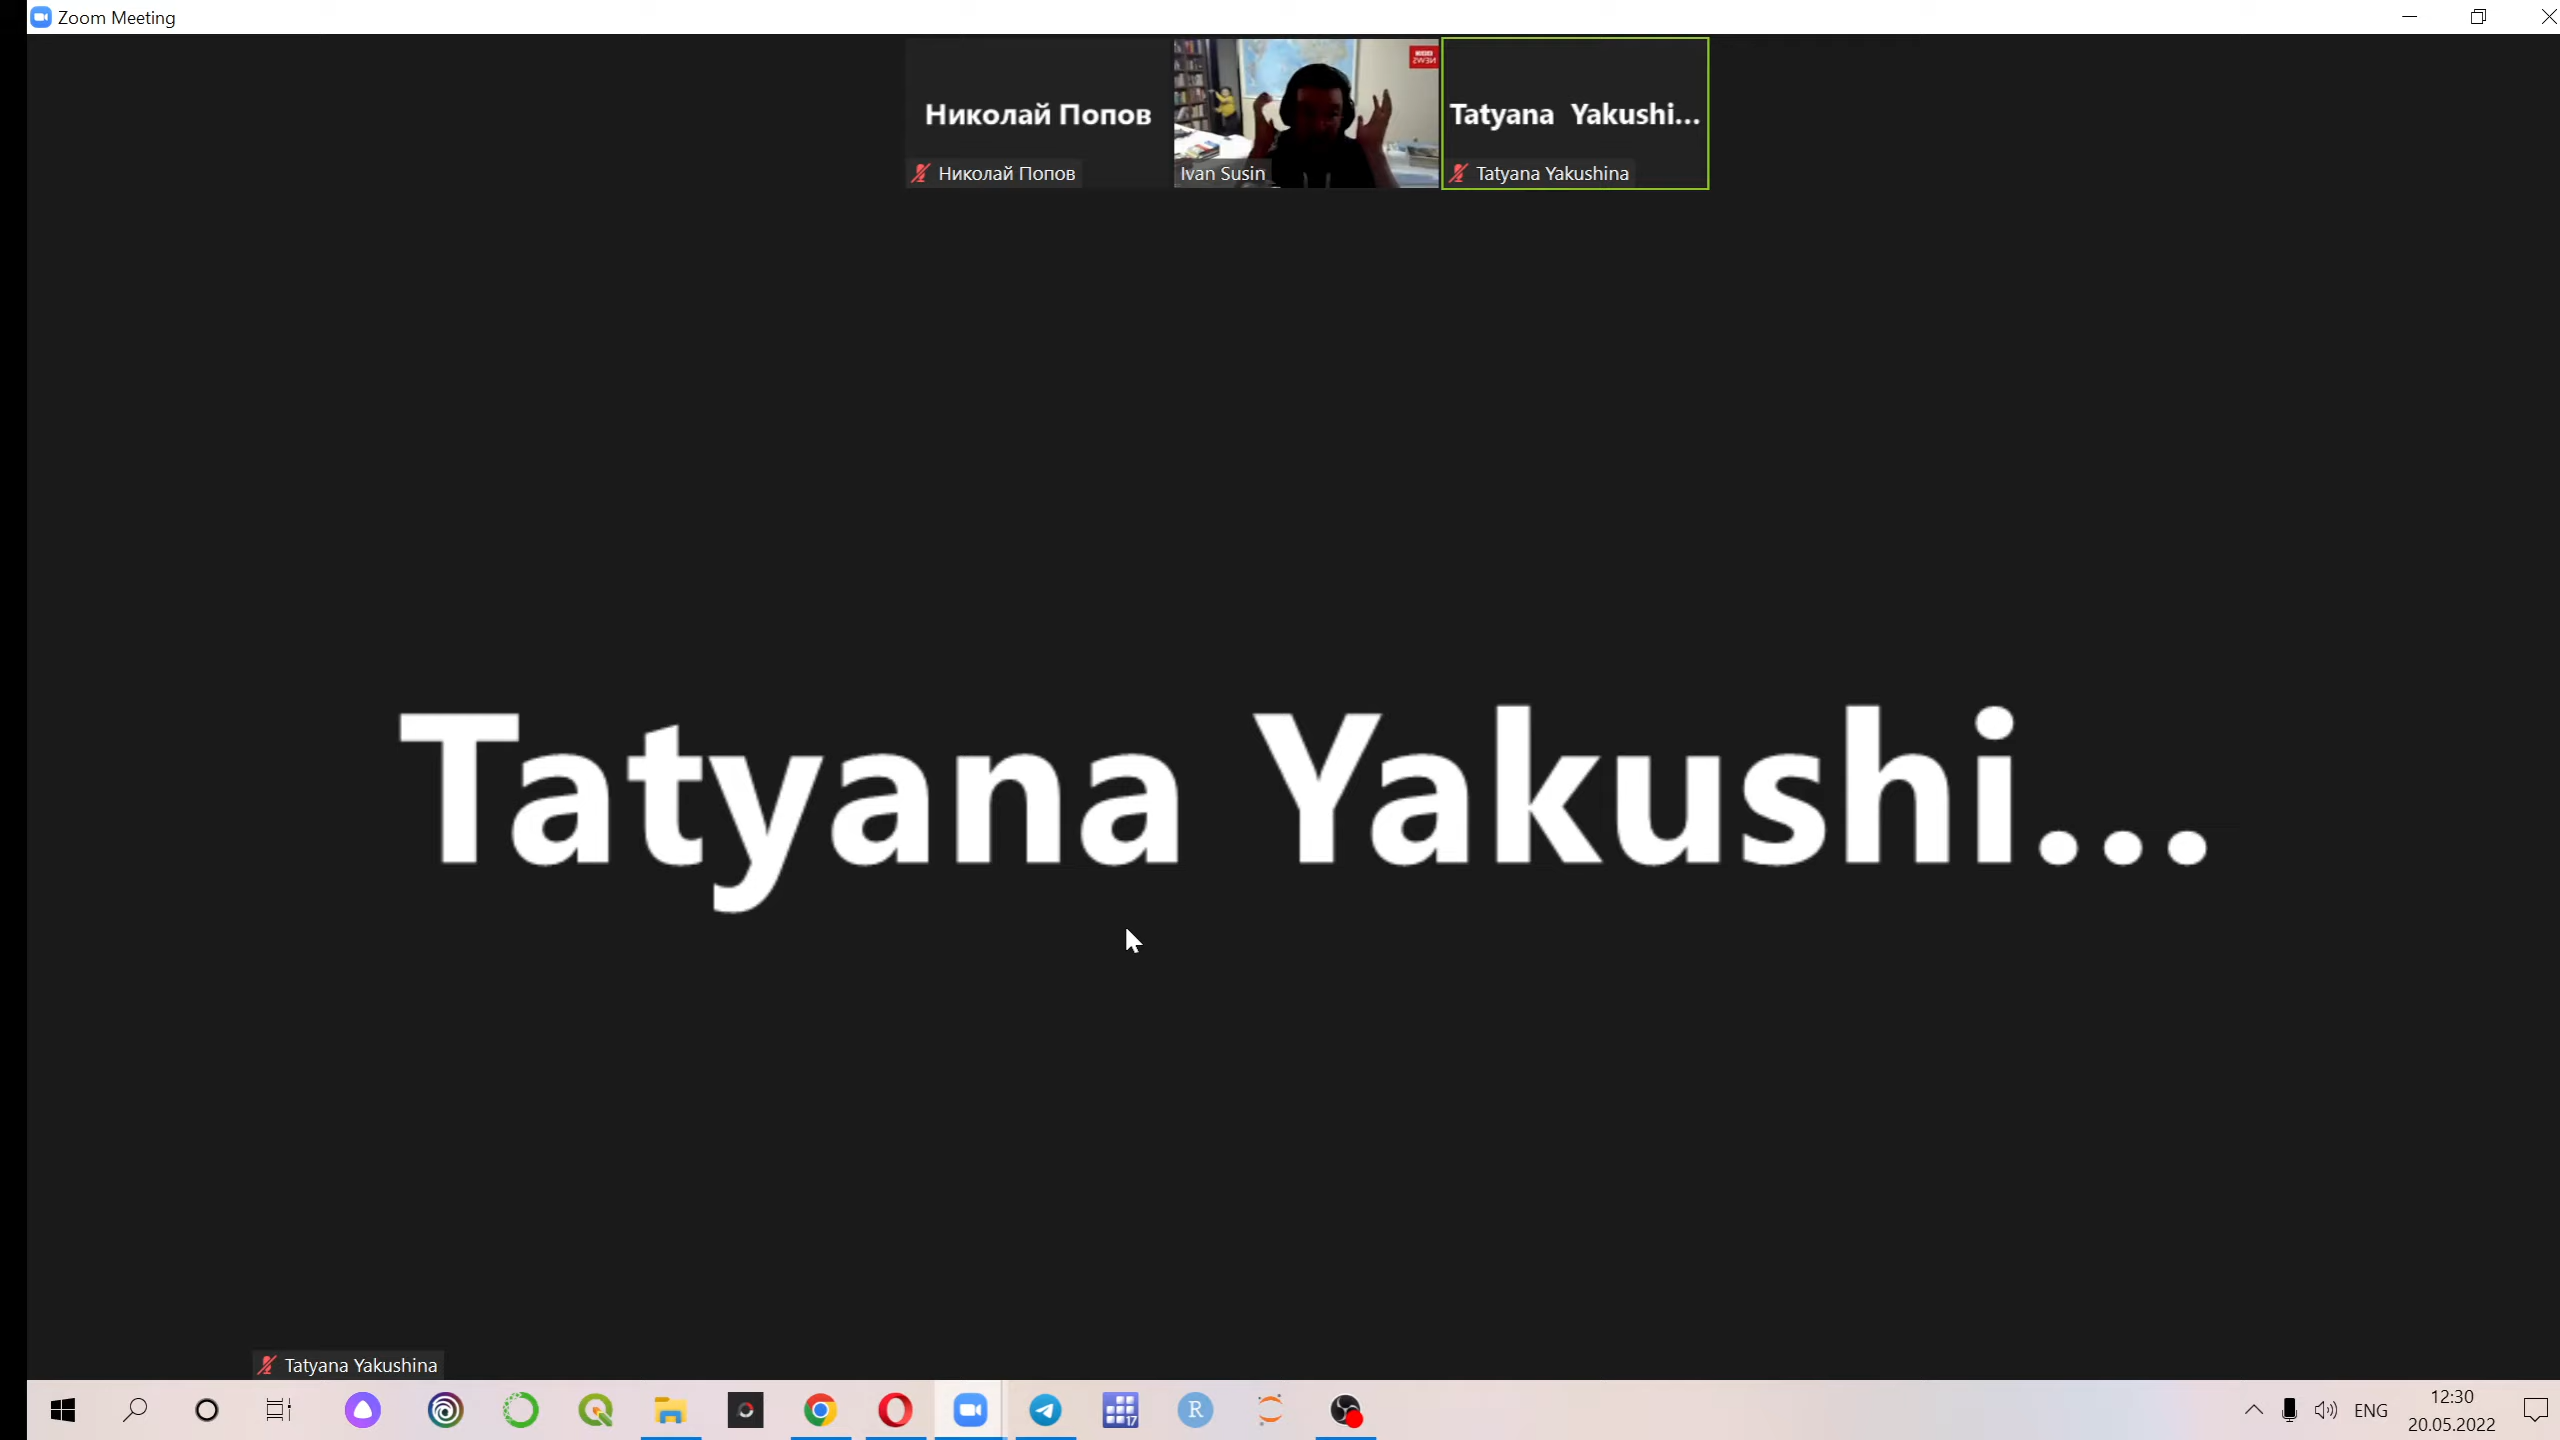 Zoom Meeting
Николай Попов
Tatyana Yakushi...
Николай Попов
Ivan Susin
Tatyana Yakushina
Tatyana Yakushi...
Tatyana Yakushina
17
R
ENG
12:30
20.05.2022